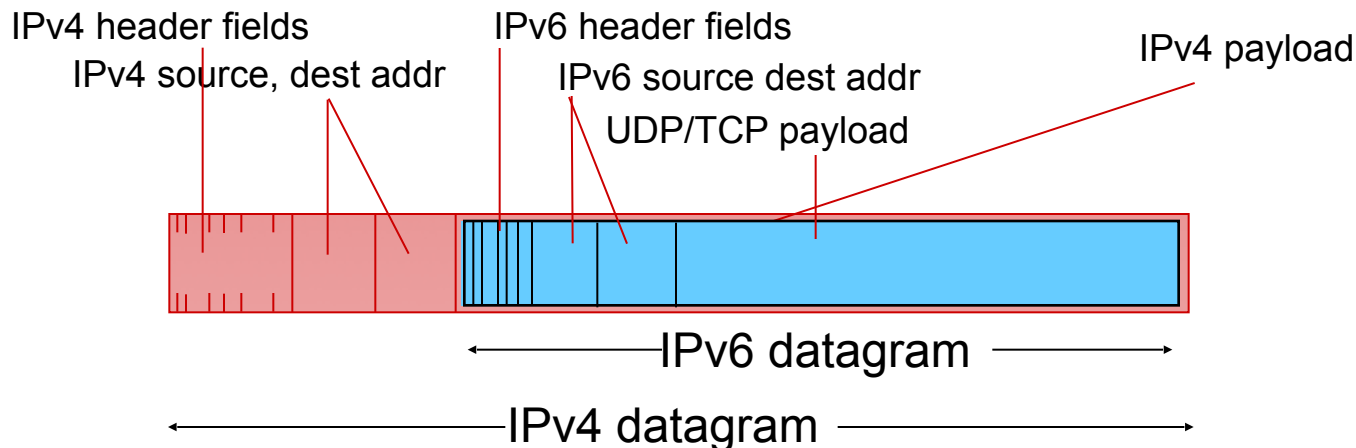 IPv4 header fields
IPv6 header fields
IPv4 payload
IPv4 source, dest addr
IPv6 source dest addr
UDP/TCP payload
IPv6 datagram
IPv4 datagram